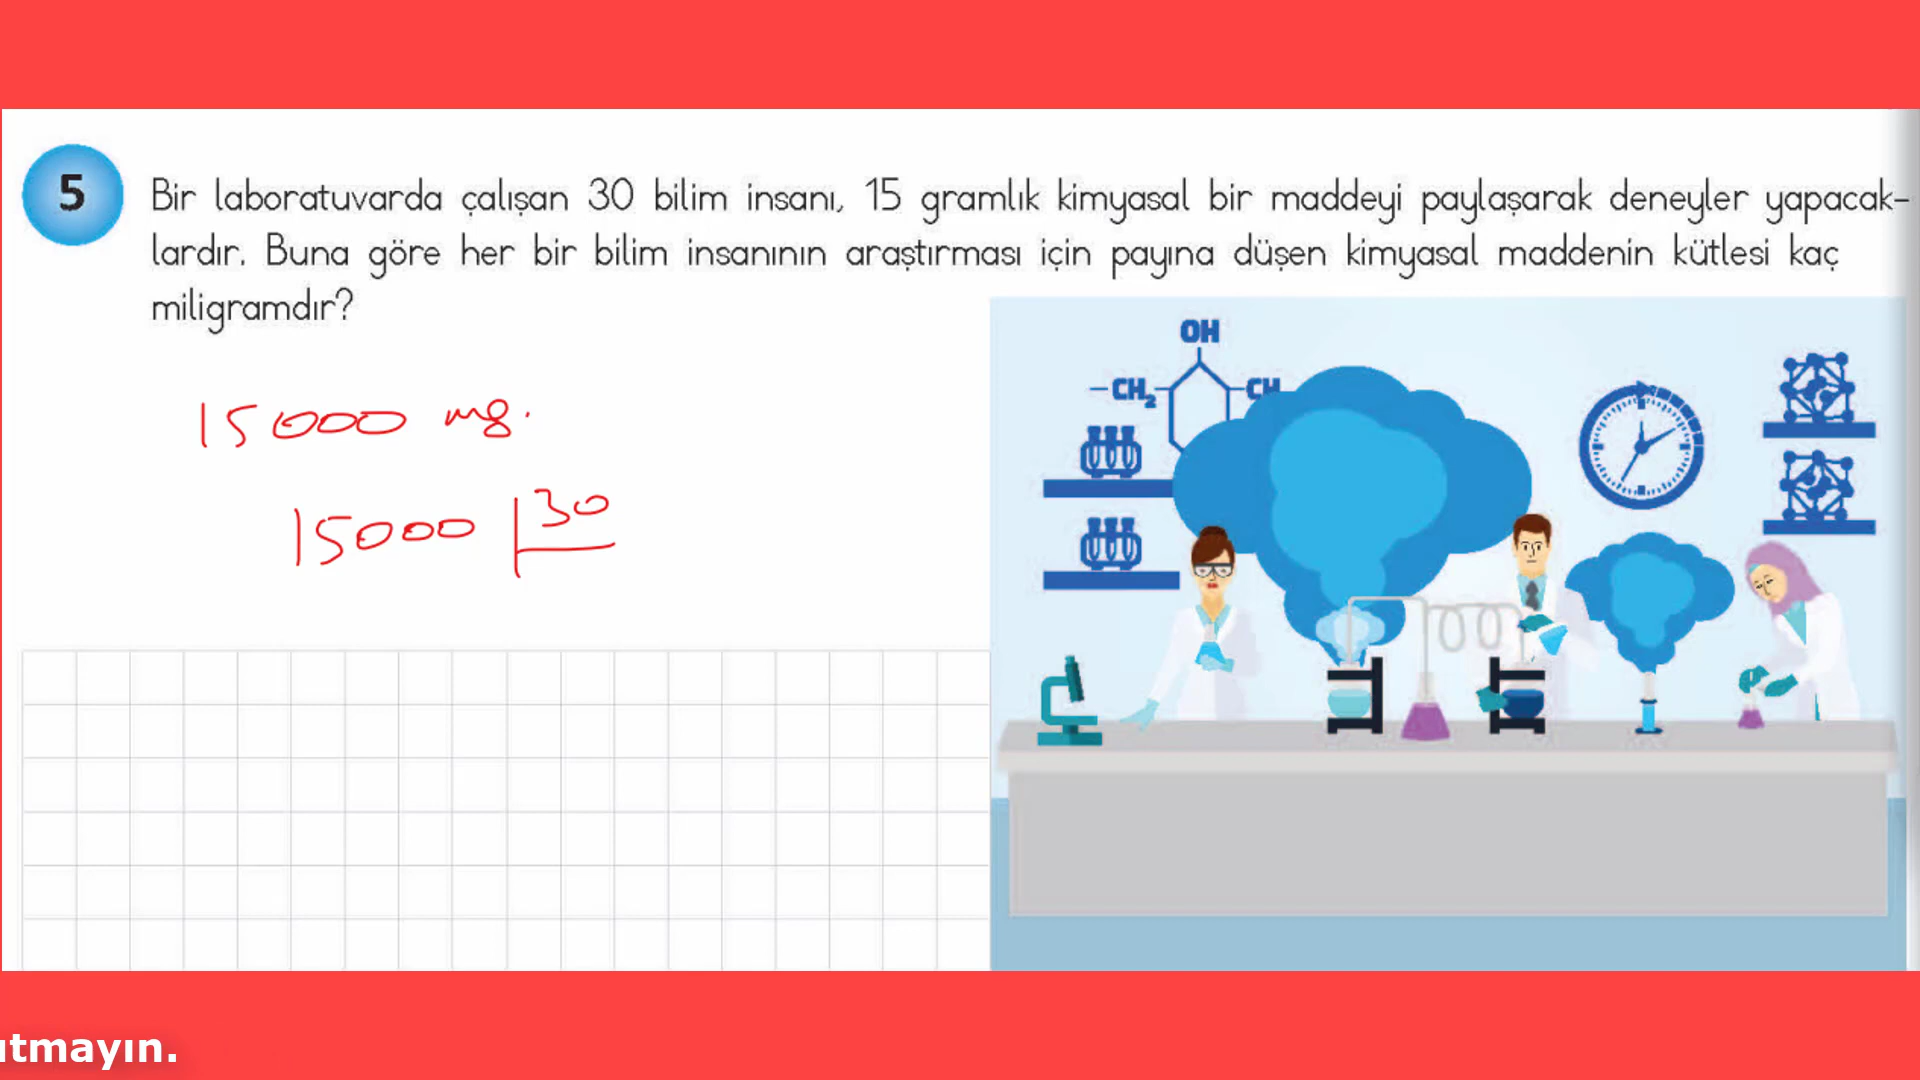 5
Bir laboratuvarda çalışan 30 bilim insanı, 15 gramlık kimyasal bir maddeyi paylaşarak deneyler yapacak-
lardır. Buna göre her bir bilim insanının araştırması için payına düşen kimyasal maddenin kütlesi kaç
miligramdır?
OH
-CH2
CH
15000 mg.
15000 30